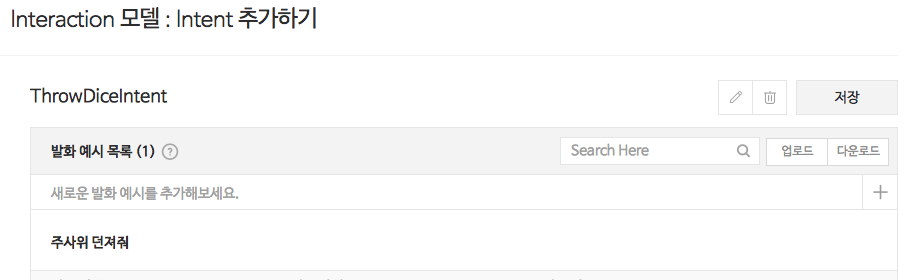 Interaction 모델 : Intent 추가하기
ThrowDiceIntent
저장
발화 예시 목록 (1) ?
Search Here
업로드
다운로드
새로운 발화 예시를 추가해보세요.
주사위 던져줘